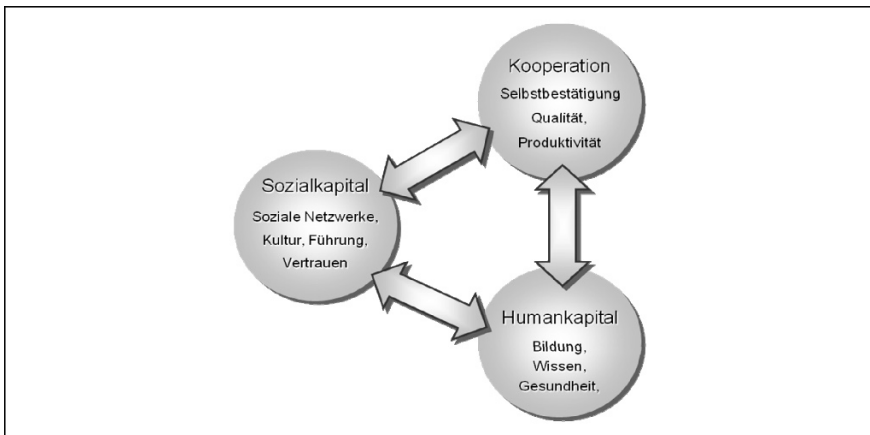 Kooperation
Selbstbestätigung
Qualität,
Produktivität
Sozialkapital
Soziale Netzwerke,
Kultur, Führung,
Vertrauen
Humankapital
Bildung,
Wissen,
Gesundheit,